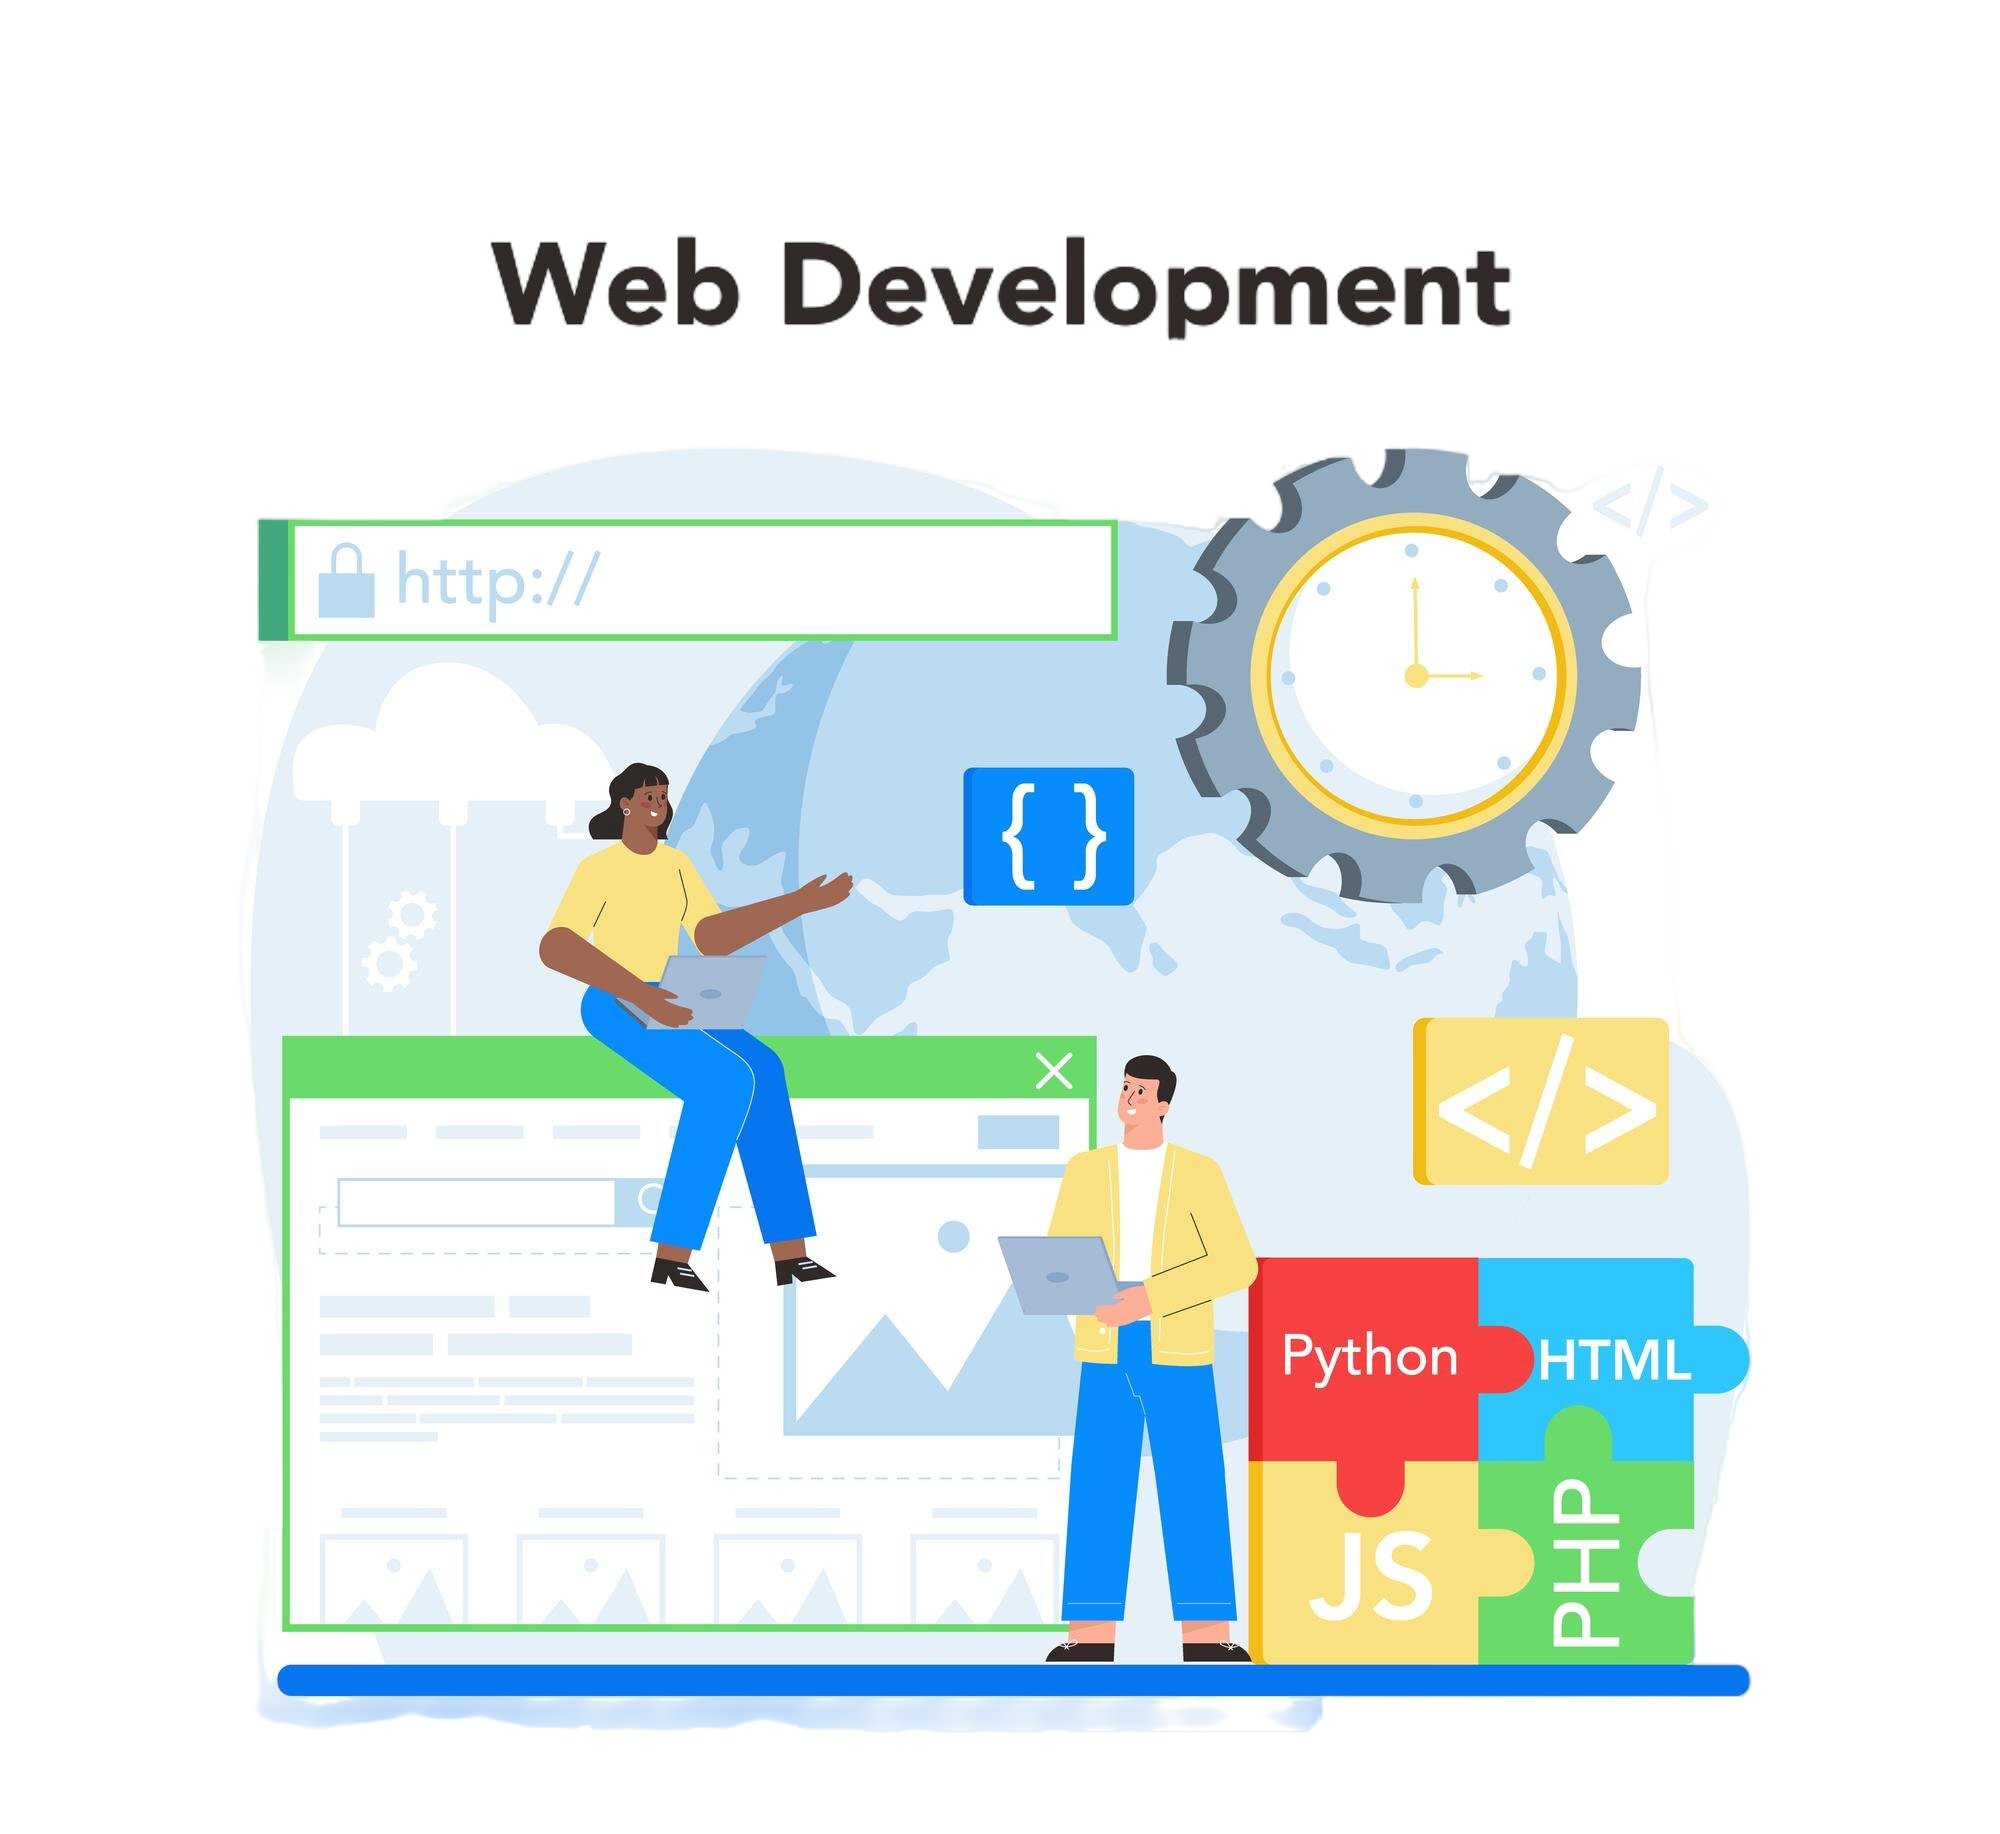 Web Development
http://
{ }
</>
</>
Python
HTML
JS
PHP